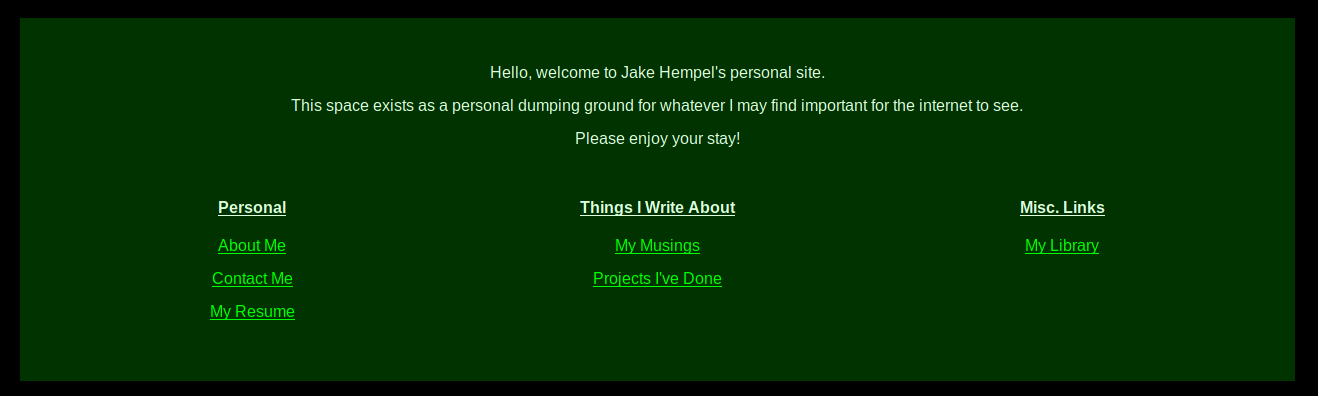 Hello, welcome to Jake Hempel's personal site.
This space exists as a personal dumping ground for whatever I may find important for the internet to see.
Please enjoy your stay!
Personal
About Me
Contact Me
My Resume
Things I Write About
My Musings
Projects I've Done
Misc. Links
My Library